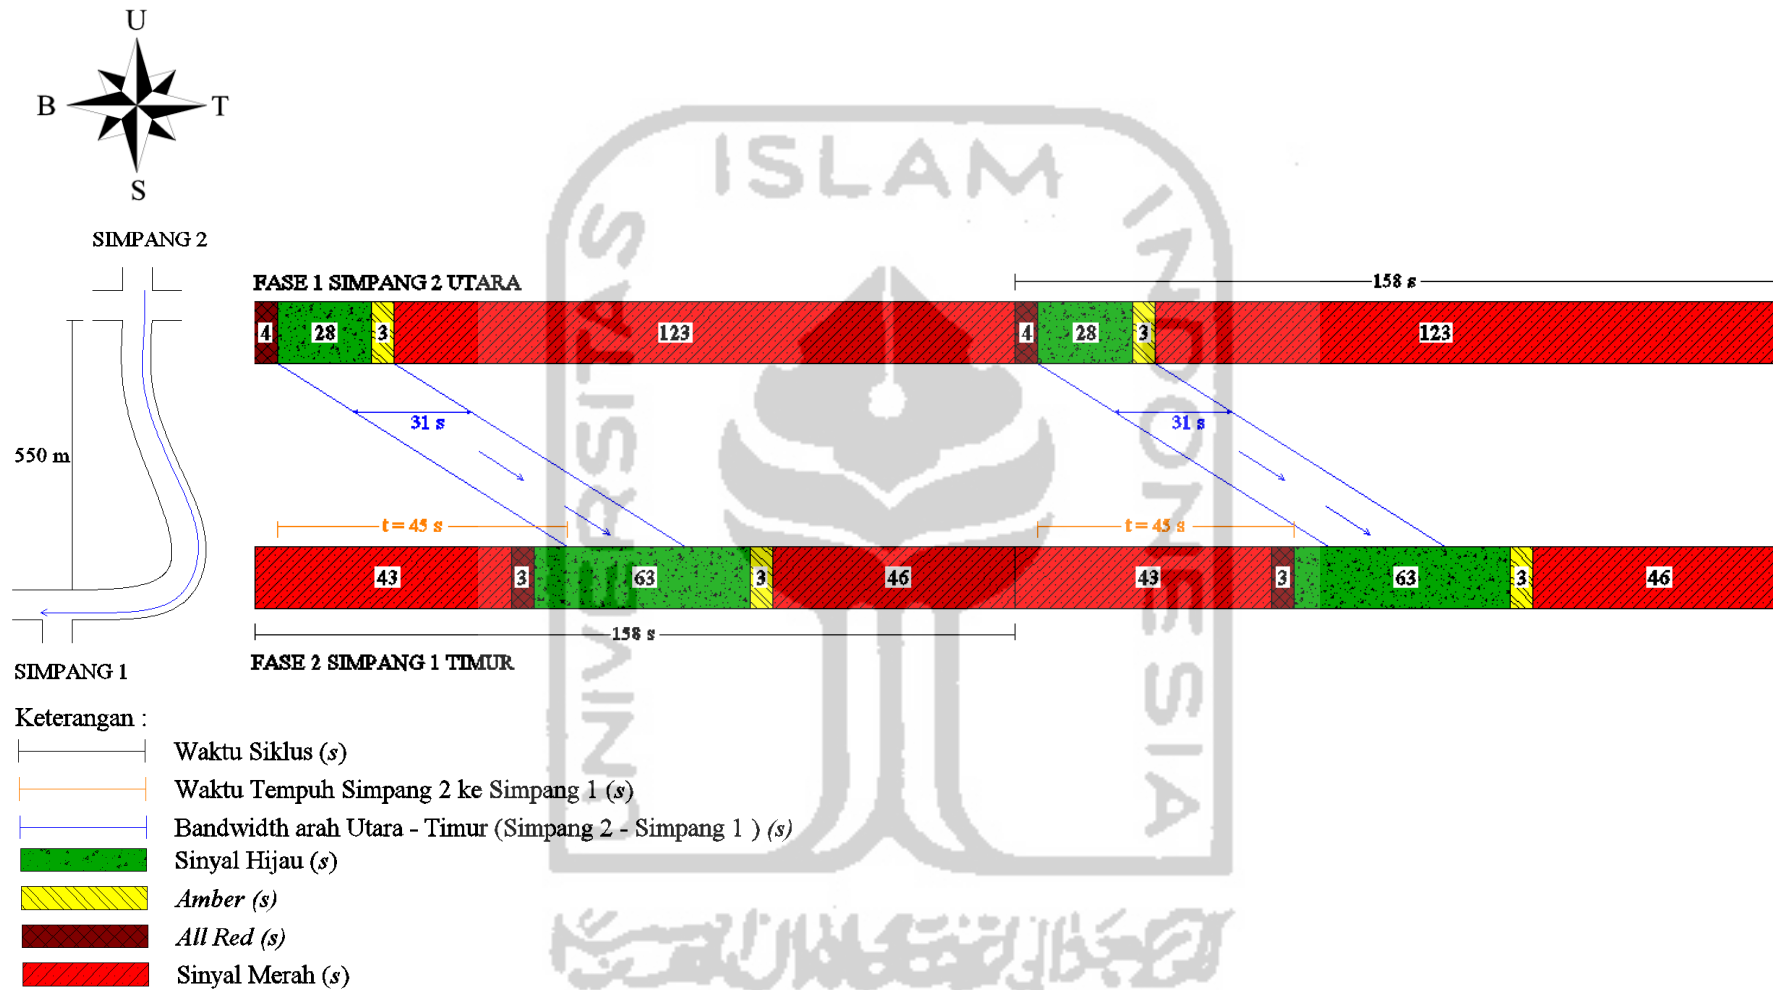 U
B T
S
SIMPANG 2
550 m
SIMPANG 1
FASE 1 SIMPANG 2 UTARA
158 s
4 28 3 123 4 28 3 123
31 s 31 s
t = 45 s t = 45 s
43 3 63 3 46 43 3 63 3 46
158 s
FASE 2 SIMPANG 1 TIMUR
Keterangan :
Waktu Siklus (s)
Waktu Tempuh Simpang 2 ke Simpang 1 (s)
Bandwidth arah Utara - Timur (Simpang 2 - Simpang 1 ) (s)
Sinyal Hijau (s)
Amber (s)
All Red (s)
Sinyal Merah (s)
UNIVERSITAS
ISLAM
INDONESIA